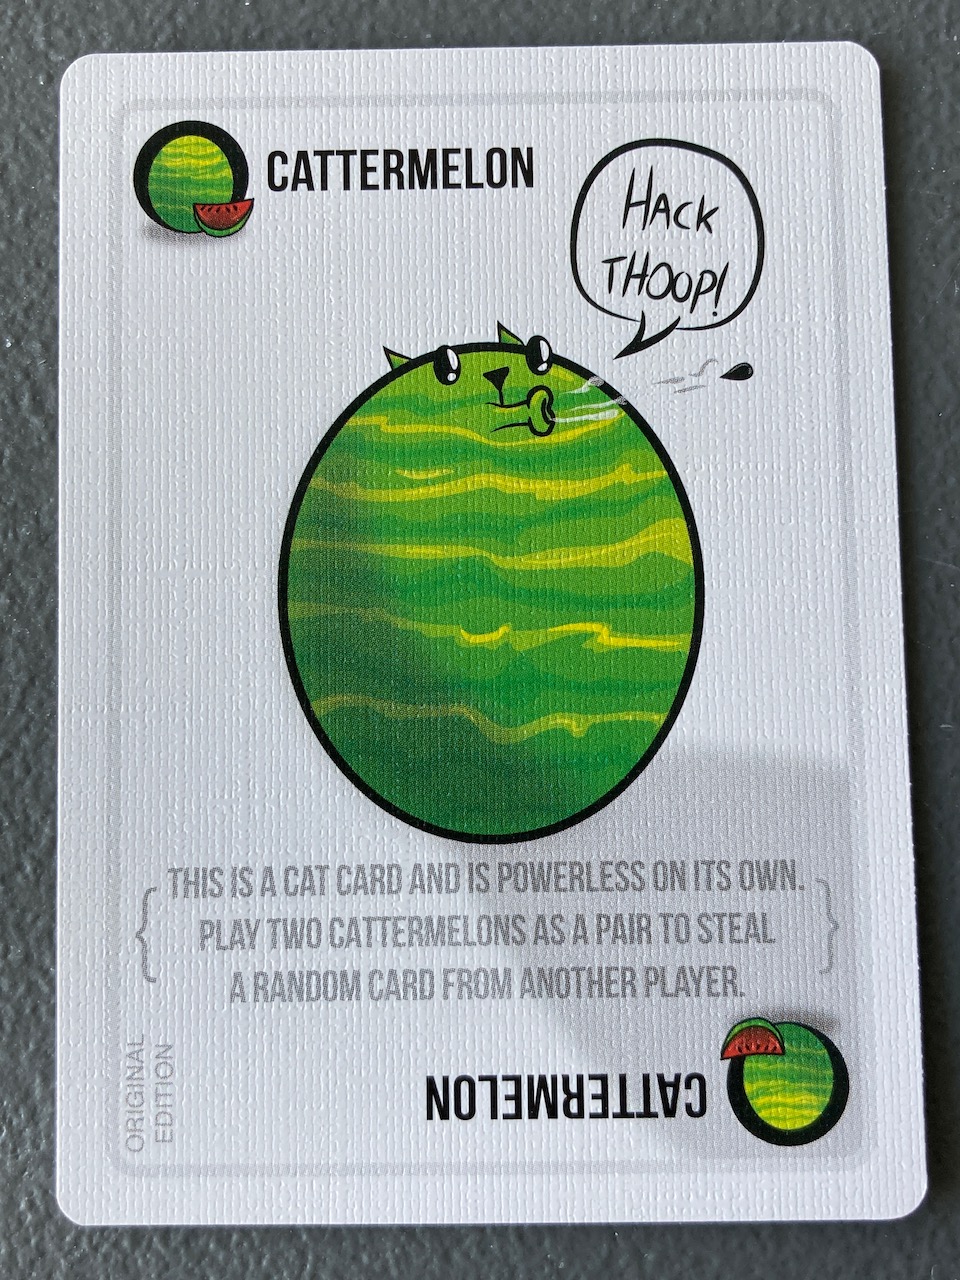 CATTERMELON
HACK
THOOP!
THIS IS A CAT CARD AND IS POWERLESS ON ITS OWN.
PLAY TWO CATTERMELONS AS A PAIR TO STEAL
A RANDOM CARD FROM ANOTHER PLAYER.
ORIGINAL
EDITION
CATTERMELON